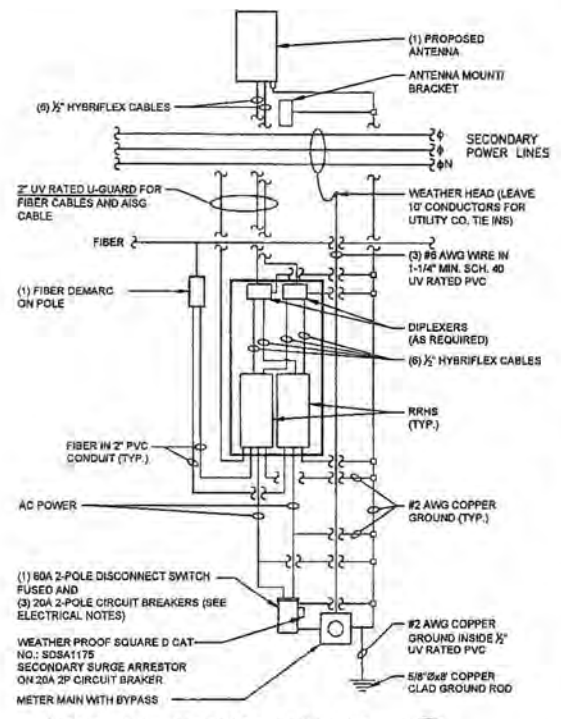 (1) PROPOSED
ANTENNA
ANTENNA MOUNT/
BRACKET
(6) ½" HYBRIFLEX CABLES
Φ
Φ
ΦN
SECONDARY
POWER LINES
2" UV RATED U-GUARD FOR
FIBER CABLES AND AISG
CABLE
WEATHER HEAD (LEAVE
10' CONDUCTORS FOR
UTILITY CO. TIE INS)
FIBER
(3) #6 AWG WIRE IN
1-1/4" MIN. SCH. 40
UV RATED PVC
(1) FIBER DEMARC
ON POLE
DIPLEXERS
(AS REQUIRED)
(6) ½" HYBRIFLEX CABLES
RRHS
(TYP.)
FIBER IN 2" PVC
CONDUIT (TYP.)
AC POWER
#2 AWG COPPER
GROUND (TYP.)
(1) 60A 2-POLE DISCONNECT SWITCH
FUSED AND
(3) 20A 2-POLE CIRCUIT BREAKERS (SEE
ELECTRICAL NOTES)
WEATHER PROOF SQUARE D CAT
NO.: SDSA1175
SECONDARY SURGE ARRESTOR
ON 20A 2P CIRCUIT BRAKER
METER MAIN WITH BYPASS
#2 AWG COPPER
GROUND INSIDE ½"
UV RATED PVC
5/8"Øx8' COPPER
CLAD GROUND ROD